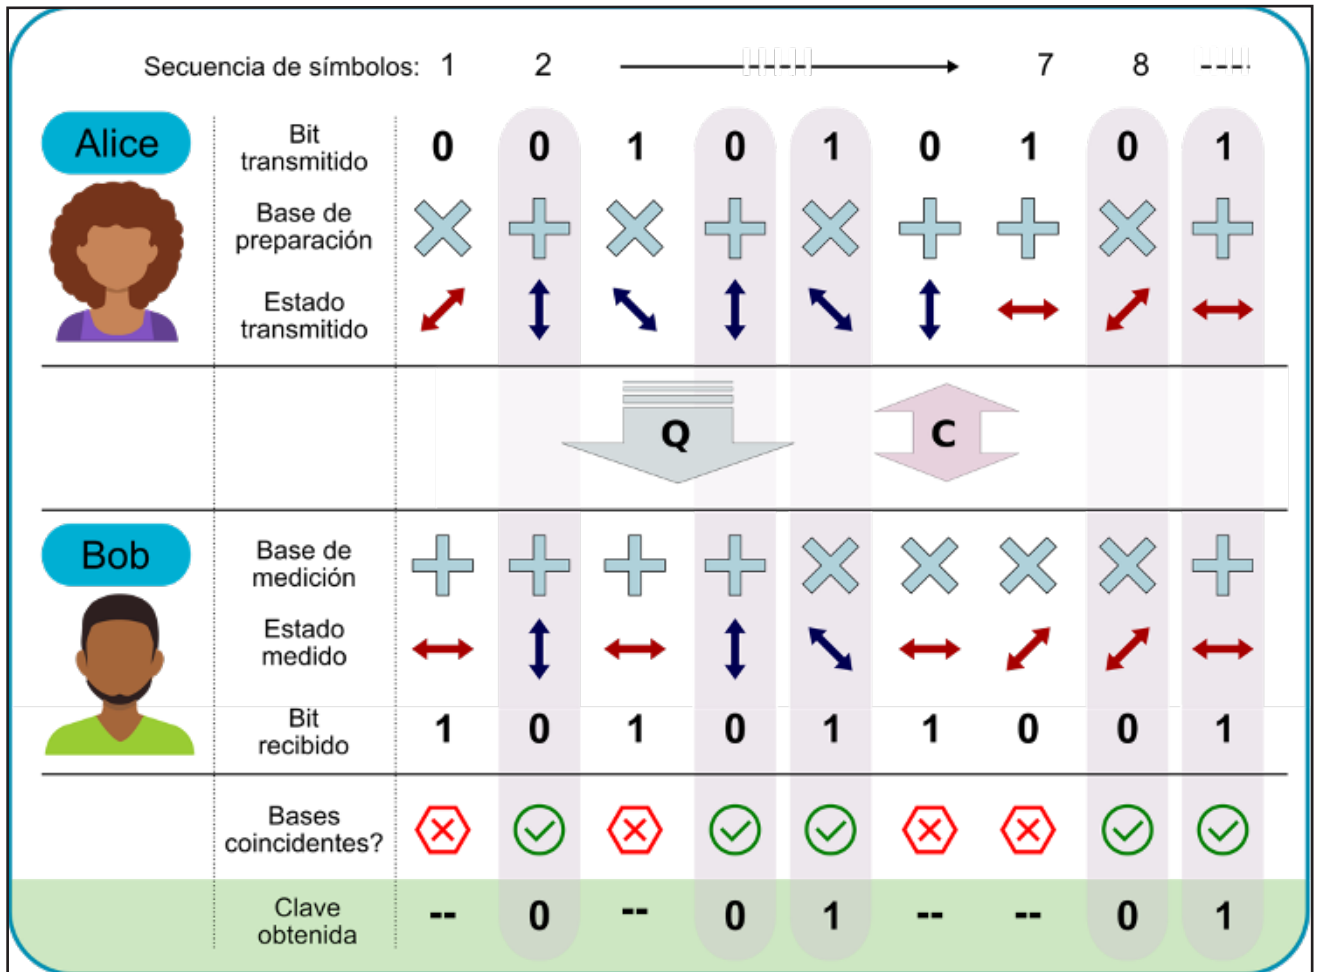 Secuencia de símbolos: 1 2 7 8
Alice
Bit
transmitido
0 0 1 0 1 0 1 0 1
Base de
preparación
Estado
transmitido
Q C
Bob
Base de
medición
Estado
medido
Bit
recibido
1 0 1 0 1 1 0 0 1
Bases
coincidentes?
Clave
obtenida
-- 0 -- 0 1 -- -- 0 1